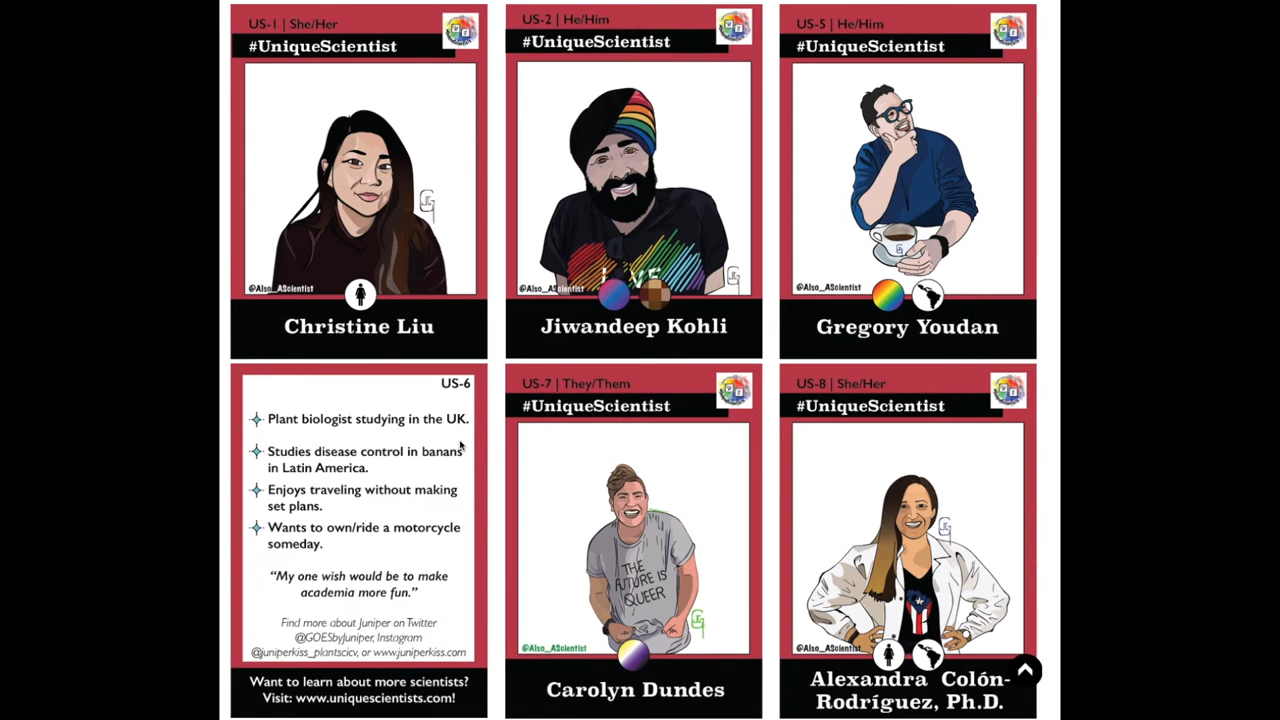 US-1 | She/Her
#UniqueScientist
@Also_AScientist
Christine Liu
US-2 | He/Him
#UniqueScientist
LOVE
@Also_AScientist
Jiwandeep Kohli
US-5 | He/Him
#UniqueScientist
@Also_AScientist
Gregory Youdan
US-6
Plant biologist studying in the UK.
Studies disease control in banans
in Latin America.
Enjoys traveling without making
set plans.
Wants to own/ride a motorcycle
someday.
“My one wish would be to make
academia more fun.”
Find more about Juniper on Twitter
@GOESbyJuniper, Instagram
@juniperkiss_plantscicv, or www.juniperkiss.com
Want to learn about more scientists?
Visit: www.uniquescientists.com!
US-7 | They/Them
#UniqueScientist
THE
FUTURE IS
QUEER
@Also_AScientist
Carolyn Dundes
US-8 | She/Her
#UniqueScientist
@Also_AScientist
Alexandra Colón-
Rodríguez, Ph.D.